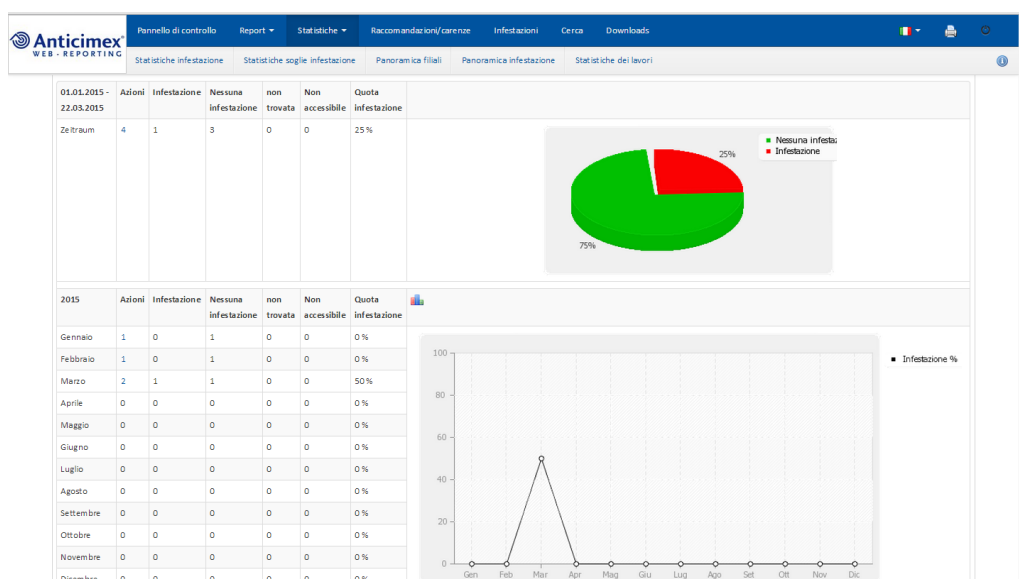 Anticimex
WEB - REPORTING
Pannello di controllo Report Statistiche Raccomandazioni/carenze Infestazioni Cerca Downloads
Statistiche infestazione Statistiche soglie infestazione Panoramica filiali Panoramica infestazione Statistiche dei lavori
01.01.2015 - Azioni Infestazione Nessuna non Non Quota
22.03.2015 infestazione trovata accessibile infestazione
Zeitraum 4 1 3 0 0 25 %
Nessuna infesta
Infestazione
25%
75%
2015 Azioni Infestazione Nessuna non Non Quota
infestazione trovata accessibile infestazione
Gennaio 1 0 1 0 0 0 %
Febbraio 1 0 1 0 0 0 %
Marzo 2 1 1 0 0 50 %
Aprile 0 0 0 0 0 0 %
Maggio 0 0 0 0 0 0 %
Giugno 0 0 0 0 0 0 %
Luglio 0 0 0 0 0 0 %
Agosto 0 0 0 0 0 0 %
Settembre 0 0 0 0 0 0 %
Ottobre 0 0 0 0 0 0 %
Novembre 0 0 0 0 0 0 %
Dicembre 0 0 0 0 0 0 %
100
80
60
40
20
0
Gen Feb Mar Apr Mag Giu Lug Ago Set Ott Nov Dic
Infestazione %